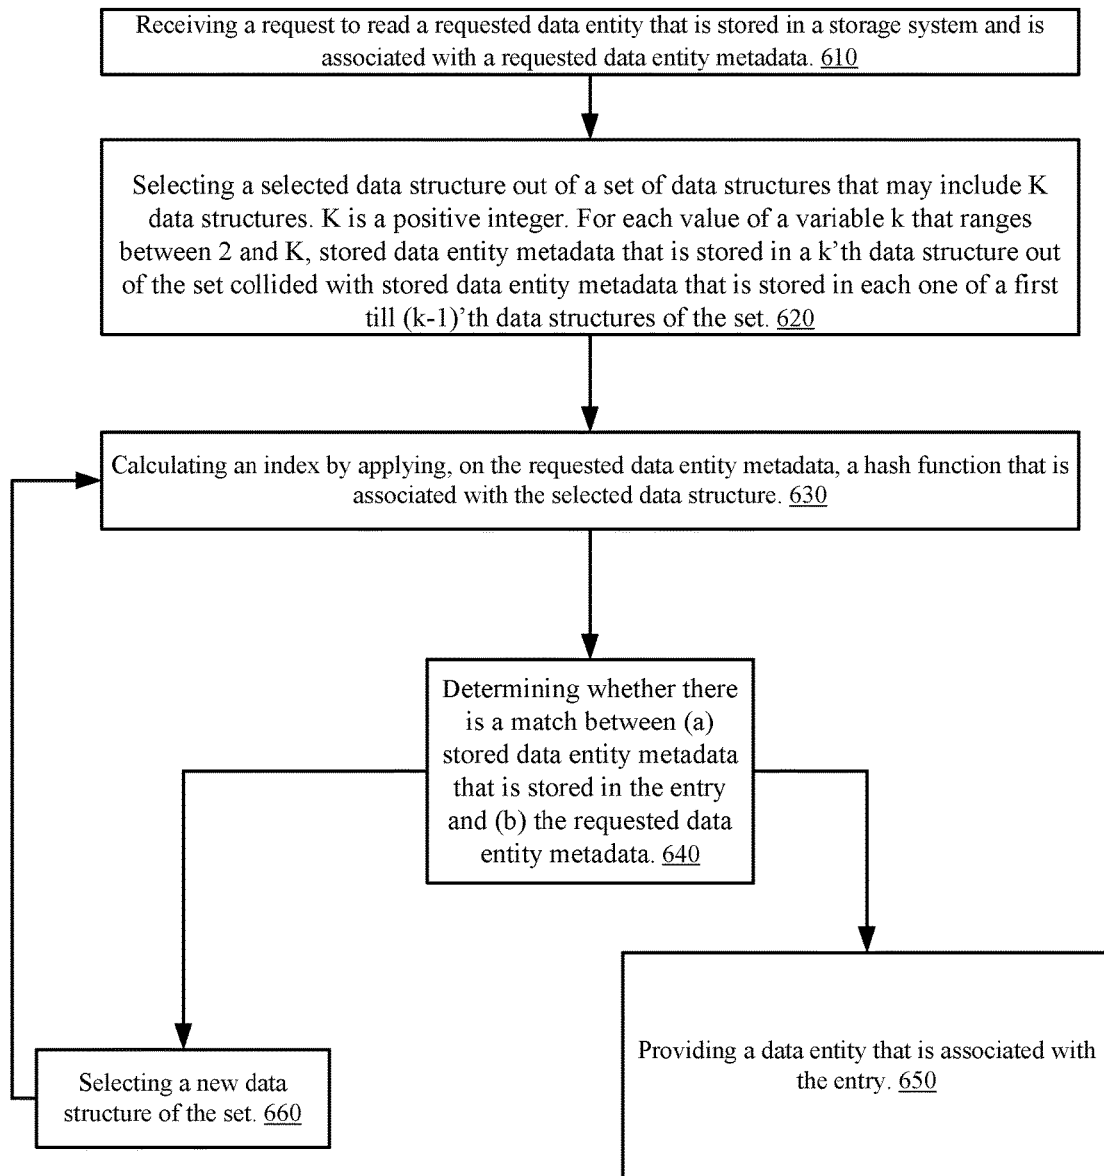 Receiving a request to read a requested data entity that is stored in a storage system and is
associated with a requested data entity metadata. 610
Selecting a selected data structure out of a set of data structures that may include K
data structures. K is a positive integer. For each value of a variable k that ranges
between 2 and K, stored data entity metadata that is stored in a k’th data structure out
of the set collided with stored data entity metadata that is stored in each one of a first
till (k-1)’th data structures of the set. 620
Calculating an index by applying, on the requested data entity metadata, a hash function that is
associated with the selected data structure. 630
Determining whether there
is a match between (a)
stored data entity metadata
that is stored in the entry
and (b) the requested data
entity metadata. 640
Providing a data entity that is associated with
the entry. 650
Selecting a new data
structure of the set. 660